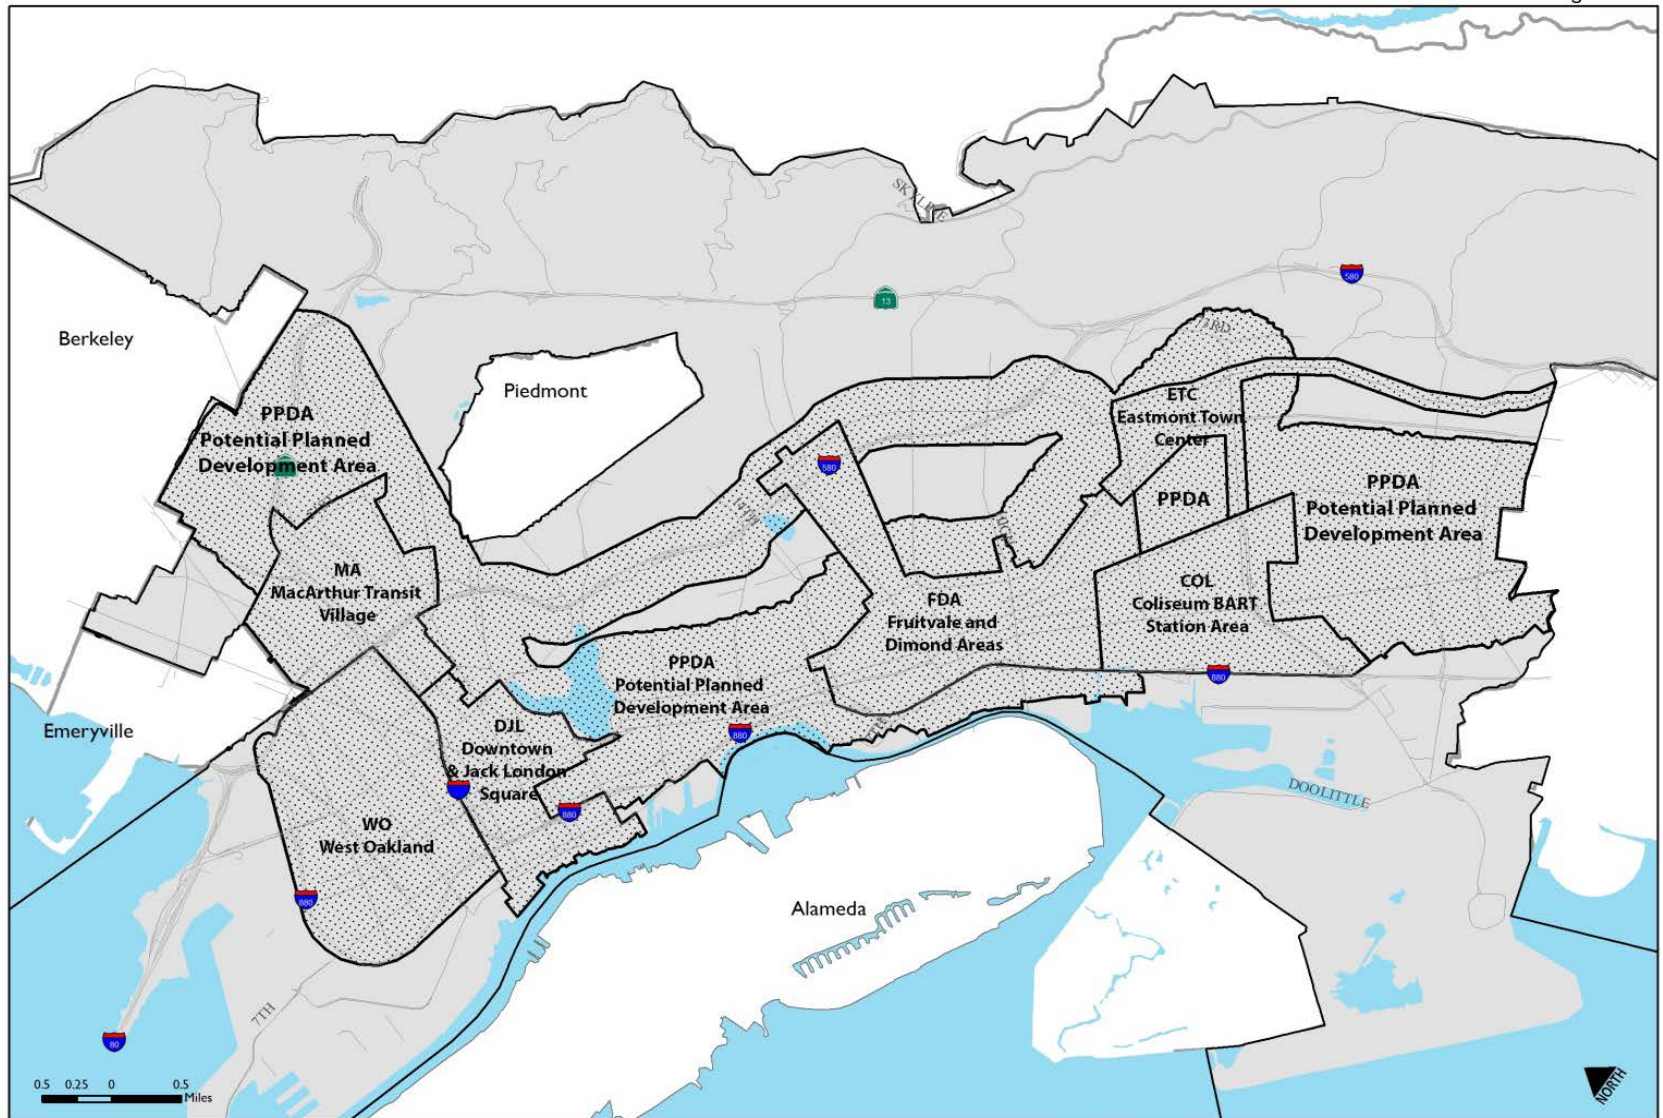 SKYLINE
580
13
Berkeley
73RD
Piedmont
ETC
Eastmont Town
Center
PPDA
Potential Planned
Development Area
580
PPDA
Potential Planned
Development Area
PPDA
14TH
MA
MacArthur Transit
Village
COL
Coliseum BART
Station Area
FDA
Fruitvale and
Dimond Areas
PPDA
Potential Planned
Development Area
880
Emeryville
DJL
Downtown
& Jack London
Square
880
DOOLITTLE
880
WO
West Oakland
880
Alameda
7TH
80
0.5 0.25 0 0.5
Miles
NORTH